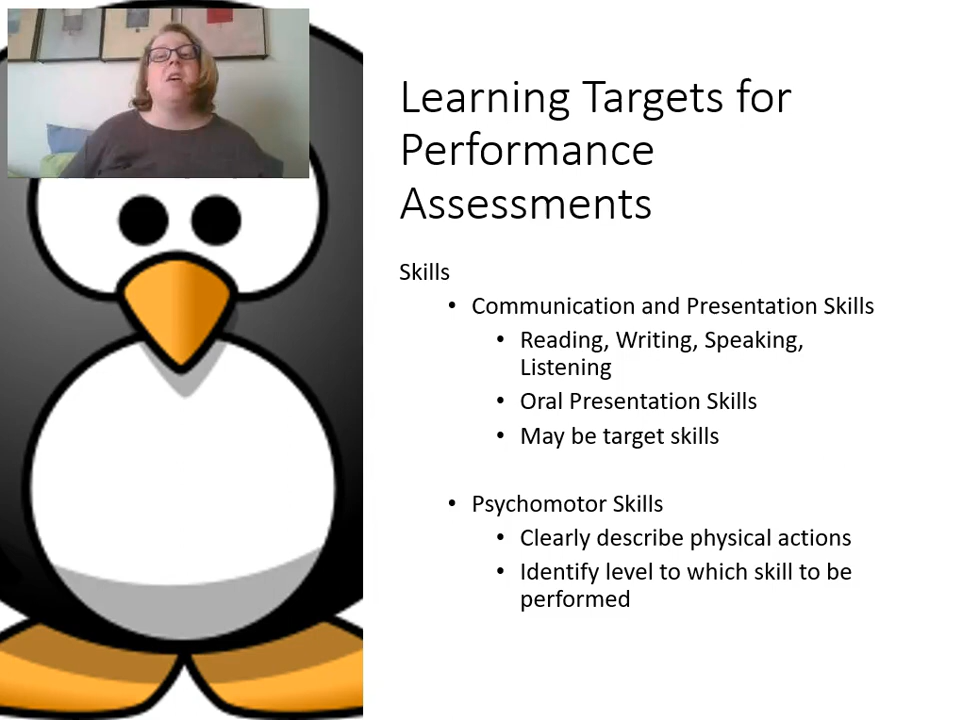 Learning Targets for
Performance
Assessments
Skills
• Communication and Presentation Skills
• Reading, Writing, Speaking,
Listening
• Oral Presentation Skills
• May be target skills
• Psychomotor Skills
• Clearly describe physical actions
• Identify level to which skill to be
performed